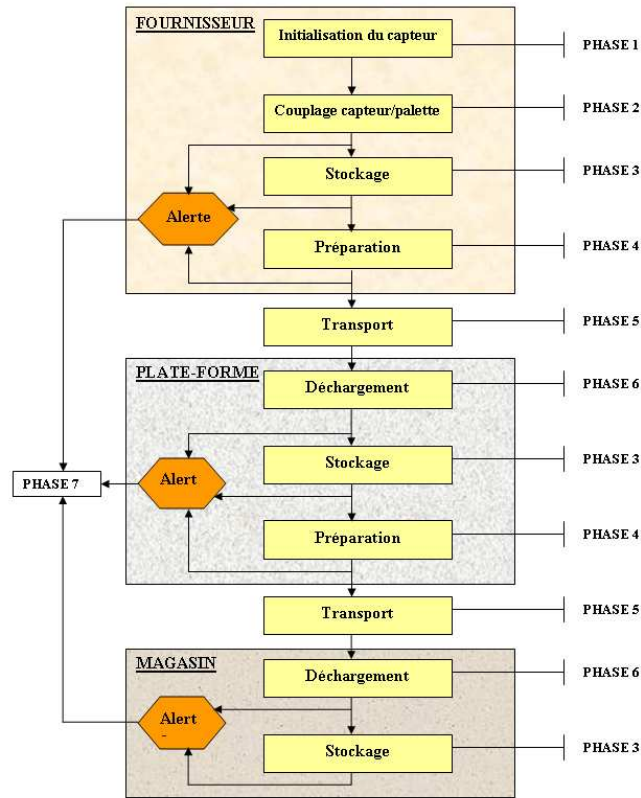 FOURNISSEUR
Initialisation du capteur
PHASE 1
Couplage capteur/palette
PHASE 2
Stockage
PHASE 3
Alerte
Préparation
PHASE 4
Transport
PHASE 5
PLATE-FORME
Déchargement
PHASE 6
Stockage
PHASE 3
PHASE 7
Alert
Préparation
PHASE 4
Transport
PHASE 5
MAGASIN
Déchargement
PHASE 6
Alert
Stockage
PHASE 3